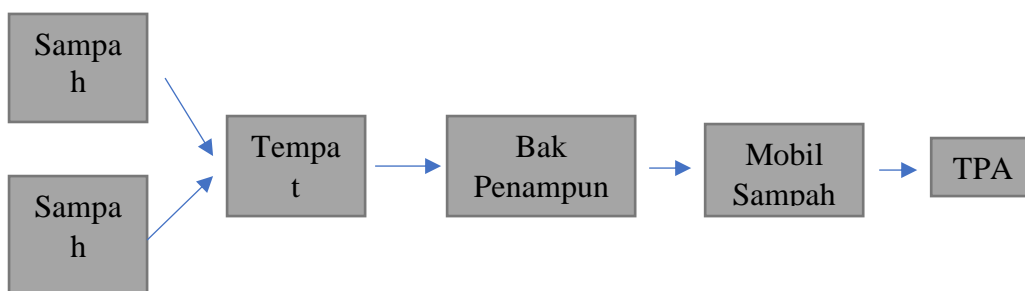 Sampa
h
Sampa
h
Tempa
t
Bak
Penampun
Mobil
Sampah
TPA